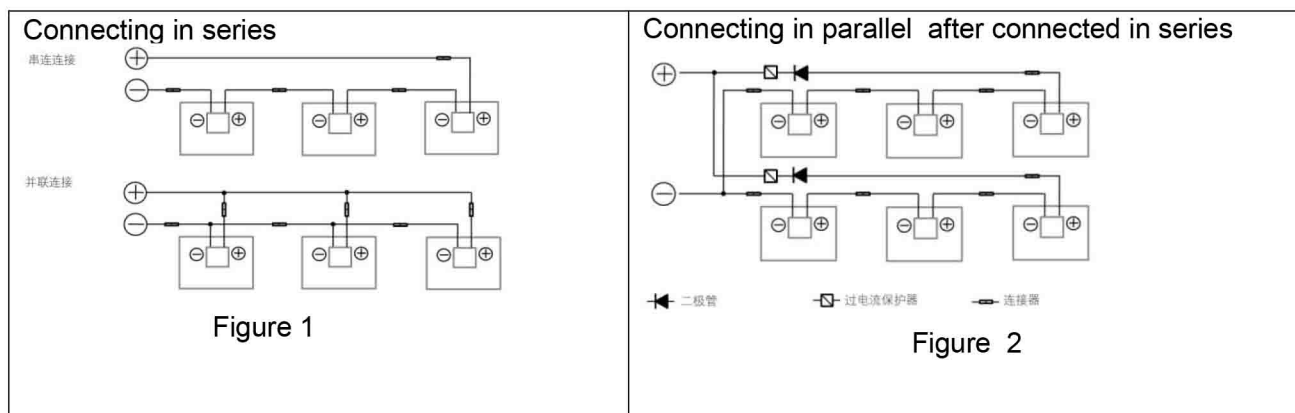 Connecting in series
串连连接
并联连接
Figure 1
Connecting in parallel after connected in series
二极管
过电流保护器
连接器
Figure 2